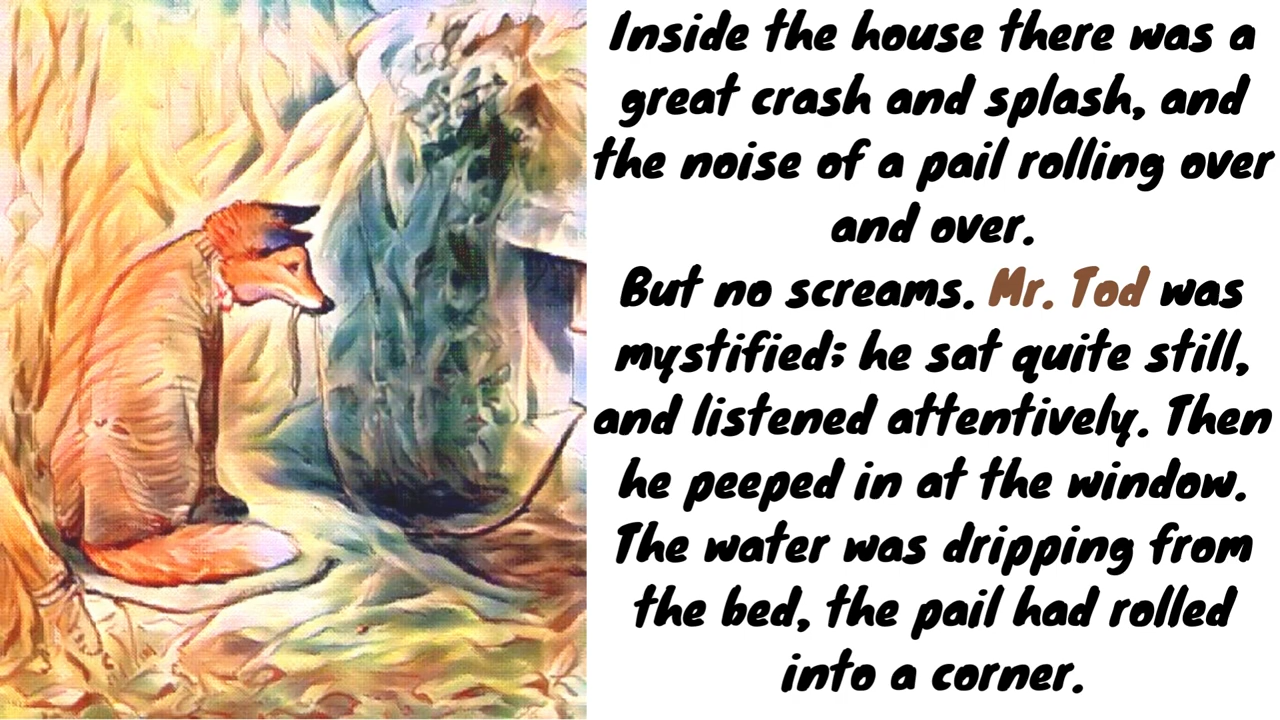 Inside the house there was a
great crash and splash, and
the noise of a pail rolling over
and over.
But no screams. Mr. Tod was
mystified; he sat quite still,
and listened attentively. Then
he peeped in at the window.
The water was dripping from
the bed, the pail had rolled
into a corner.